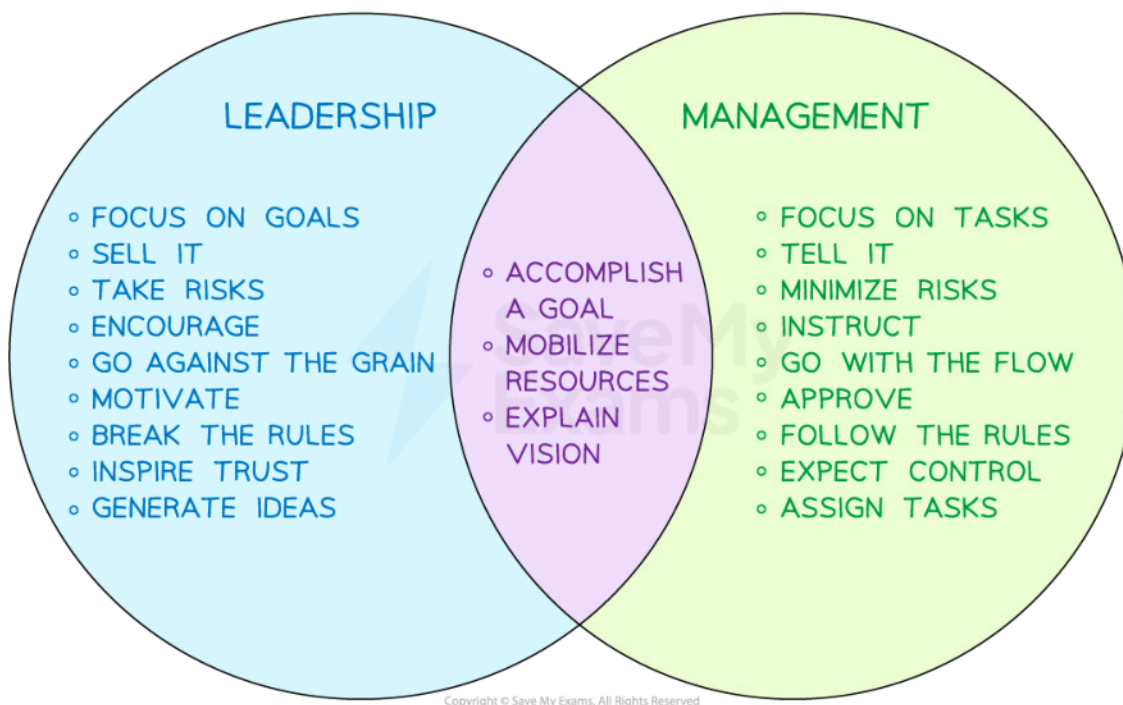 LEADERSHIP
FOCUS ON GOALS
SELL IT
TAKE RISKS
ENCOURAGE
GO AGAINST THE GRAIN
MOTIVATE
BREAK THE RULES
INSPIRE TRUST
GENERATE IDEAS
ACCOMPLISH
A GOAL
MOBILIZE
RESOURCES
EXPLAIN
VISION
SaveMy
Exams
MANAGEMENT
FOCUS ON TASKS
TELL IT
MINIMIZE RISKS
INSTRUCT
GO WITH THE FLOW
APPROVE
FOLLOW THE RULES
EXPECT CONTROL
ASSIGN TASKS
Copyright © Save My Exams. All Rights Reserved